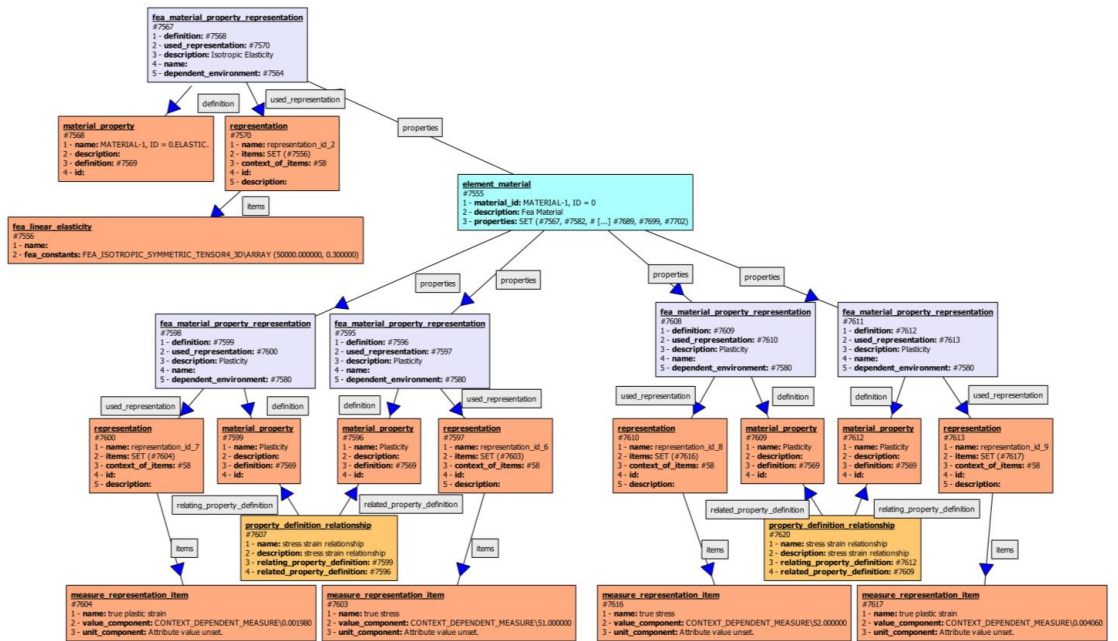 fea_material_property_representation
#7567
1 - definition: #7568
2 - used_representation: #7570
3 - description: Isotropic Elasticity
4 - name:
5 - dependent_environment: #7564
definition
used_representation
properties
material_property
#7568
1 - name: MATERIAL-1, ID = 0.ELASTIC.
2 - description:
3 - definition: #7569
4 - id:
representation
#7570
1 - name: representation_id_2
2 - items: SET (#7556)
3 - context_of_items: #58
4 - id:
5 - description:
items
element_material
#7555
1 - material_id: MATERIAL-1, ID = 0
2 - description: Fea Material
3 - properties: SET (#7567, #7582, # [...] #7689, #7699, #7702)
fea_linear_elasticity
#7556
1 - name:
2 - fea_constants: FEA_ISOTROPIC_SYMMETRIC_TENSOR4_3D\ARRAY (50000.000000, 0.300000)
properties
properties
properties
properties
fea_material_property_representation
#7598
1 - definition: #7599
2 - used_representation: #7600
3 - description: Plasticity
4 - name:
5 - dependent_environment: #7580
fea_material_property_representation
#7595
1 - definition: #7596
2 - used_representation: #7597
3 - description: Plasticity
4 - name:
5 - dependent_environment: #7580
fea_material_property_representation
#7608
1 - definition: #7609
2 - used_representation: #7610
3 - description: Plasticity
4 - name:
5 - dependent_environment: #7580
fea_material_property_representation
#7611
1 - definition: #7612
2 - used_representation: #7613
3 - description: Plasticity
4 - name:
5 - dependent_environment: #7580
used_representation
definition
definition
used_representation
used_representation
definition
definition
used_representation
representation
#7600
1 - name: representation_id_7
2 - items: SET (#7604)
3 - context_of_items: #58
4 - id:
5 - description:
material_property
#7599
1 - name: Plasticity
2 - description:
3 - definition: #7569
4 - id:
material_property
#7596
1 - name: Plasticity
2 - description:
3 - definition: #7569
4 - id:
representation
#7597
1 - name: representation_id_6
2 - items: SET (#7603)
3 - context_of_items: #58
4 - id:
5 - description:
representation
#7610
1 - name: representation_id_8
2 - items: SET (#7616)
3 - context_of_items: #58
4 - id:
5 - description:
material_property
#7609
1 - name: Plasticity
2 - description:
3 - definition: #7569
4 - id:
material_property
#7612
1 - name: Plasticity
2 - description:
3 - definition: #7569
4 - id:
representation
#7613
1 - name: representation_id_9
2 - items: SET (#7617)
3 - context_of_items: #58
4 - id:
5 - description:
relating_property_definition
related_property_definition
related_property_definition
relating_property_definition
property_definition_relationship
#7607
1 - name: stress strain relationship
2 - description: stress strain relationship
3 - relating_property_definition: #7599
4 - related_property_definition: #7596
property_definition_relationship
#7620
1 - name: stress strain relationship
2 - description: stress strain relationship
3 - relating_property_definition: #7612
4 - related_property_definition: #7609
items
items
items
items
measure_representation_item
#7604
1 - name: true plastic strain
2 - value_component: CONTEXT_DEPENDENT_MEASURE\0.001980
3 - unit_component: Attribute value unset.
measure_representation_item
#7603
1 - name: true stress
2 - value_component: CONTEXT_DEPENDENT_MEASURE\51.000000
3 - unit_component: Attribute value unset.
measure_representation_item
#7616
1 - name: true stress
2 - value_component: CONTEXT_DEPENDENT_MEASURE\52.000000
3 - unit_component: Attribute value unset.
measure_representation_item
#7617
1 - name: true plastic strain
2 - value_component: CONTEXT_DEPENDENT_MEASURE\0.004060
3 - unit_component: Attribute value unset.